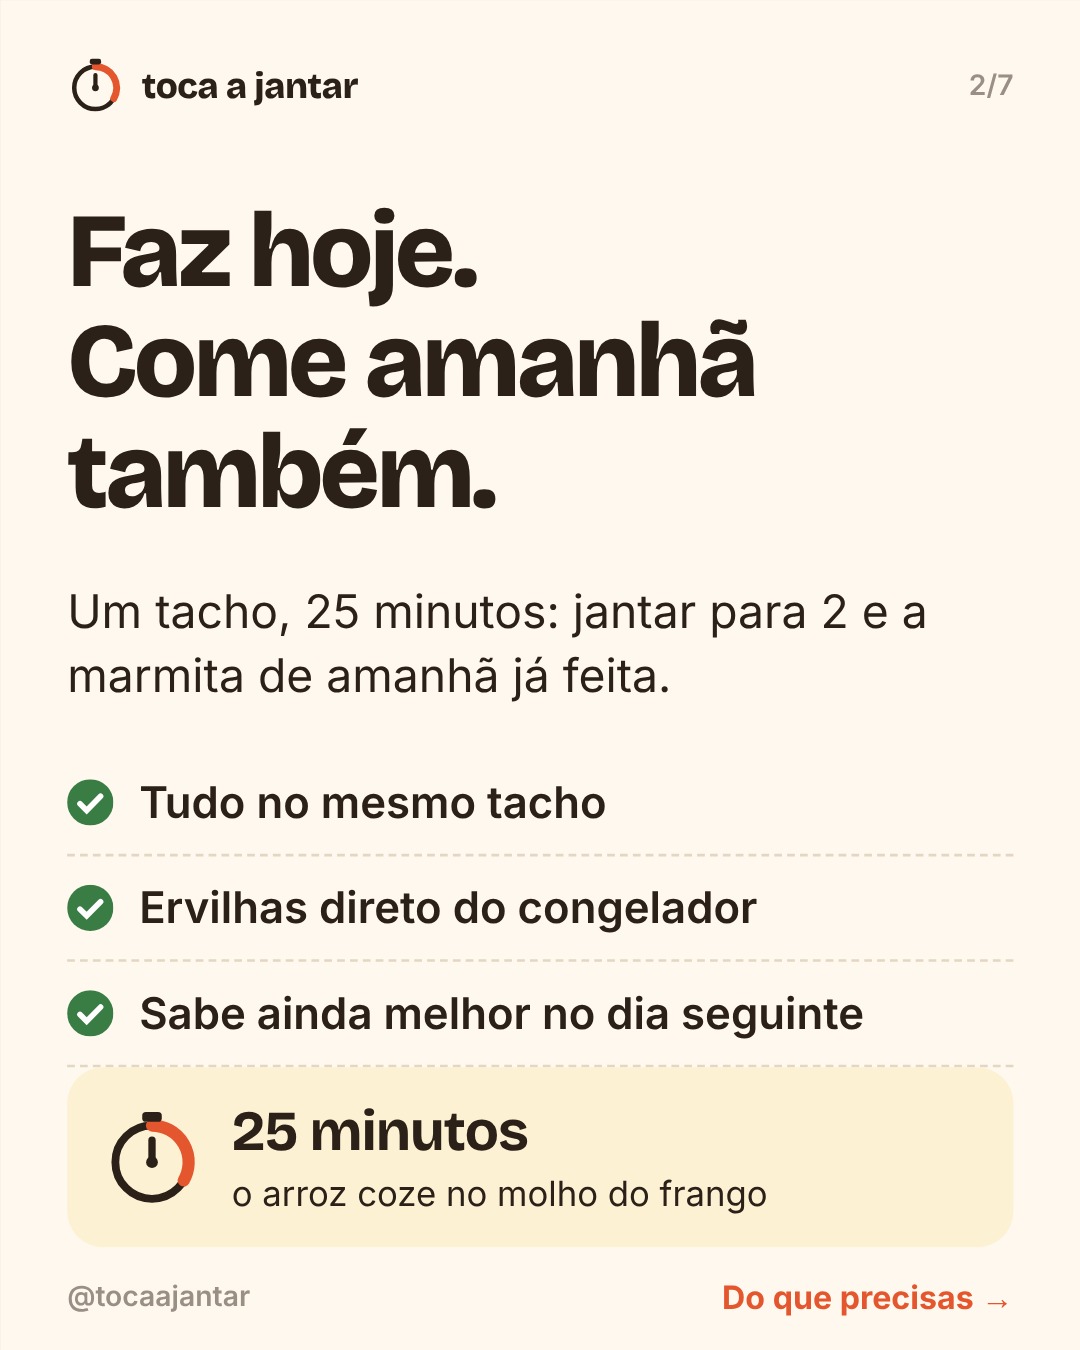 toca a jantar
2/7
Faz hoje.
Come amanhã
também.
Um tacho, 25 minutos: jantar para 2 e a
marmita de amanhã já feita.
Tudo no mesmo tacho
Ervilhas direto do congelador
Sabe ainda melhor no dia seguinte
25 minutos
o arroz coze no molho do frango
@tocaajantar
Do que precisas →